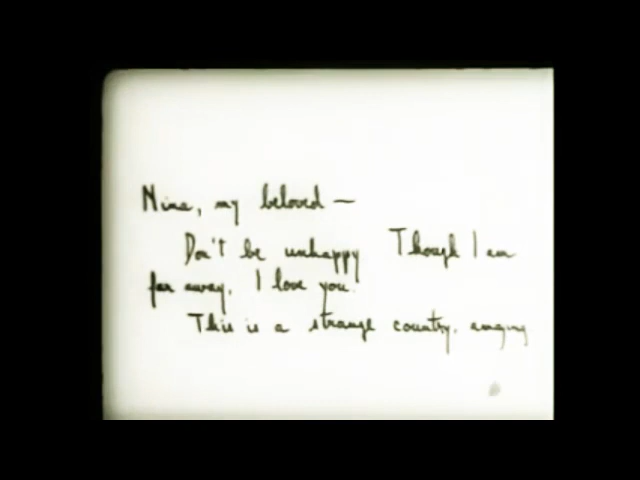 Nina, my beloved —
Don't be unhappy Though I am
far away, I love you.
This is a strange country,